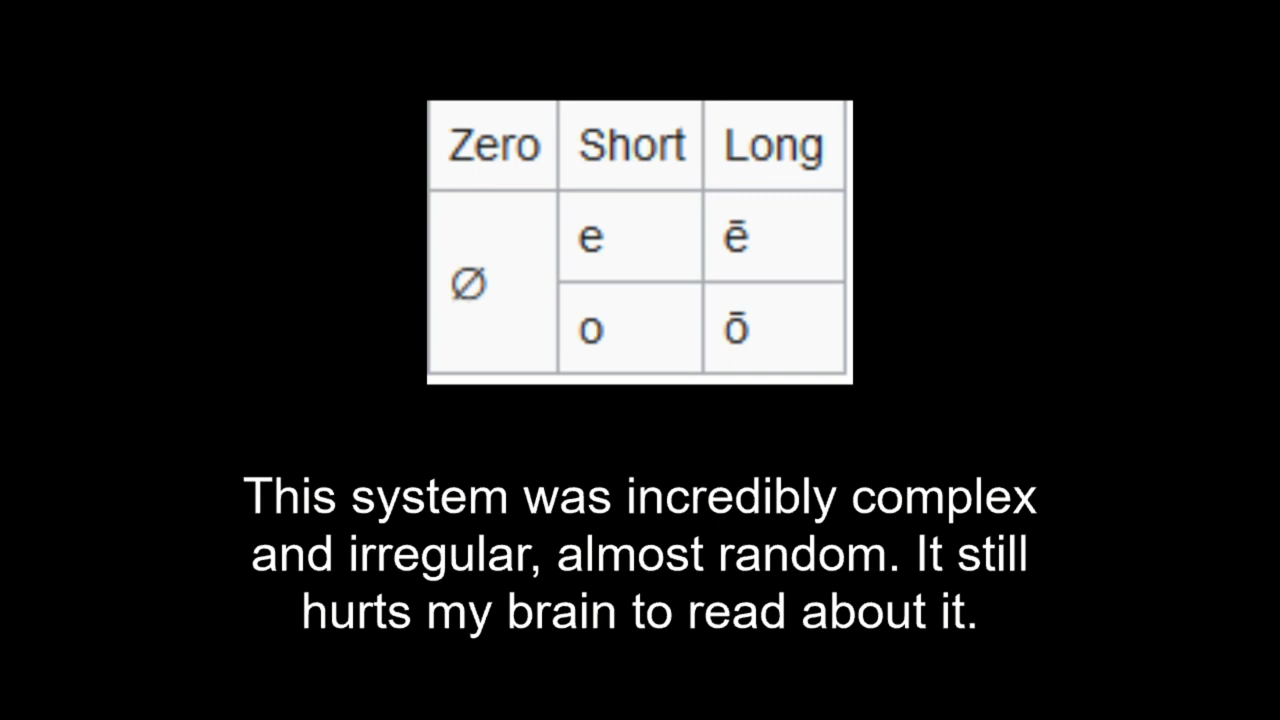 Zero Short Long
e ē
Ø
o ō
This system was incredibly complex
and irregular, almost random. It still
hurts my brain to read about it.